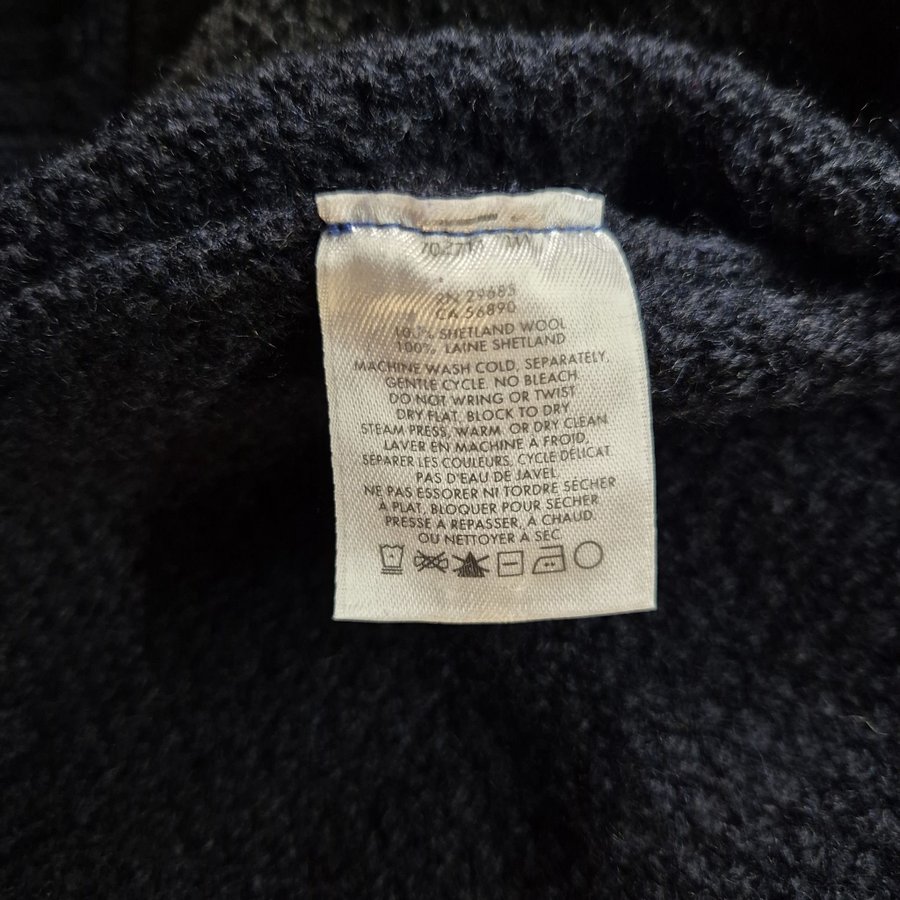 RN 29685
CA 56890
100% SHETLAND WOOL
100% LAINE SHETLAND
MACHINE WASH COLD, SEPARATELY,
GENTLE CYCLE. NO BLEACH.
DO NOT WRING OR TWIST
DRY FLAT, BLOCK TO DRY
STEAM PRESS, WARM, OR DRY CLEAN
LAVER EN MACHINE A FROID,
SEPARER LES COULEURS, CYCLE DELICAT.
PAS D'EAU DE JAVEL
NE PAS ESSORER NI TORDRE SÉCHER
À PLAT, BLOQUER POUR SÉCHER
PRESSE A REPASSER, À CHAUD
OU NETTOYER À SEC